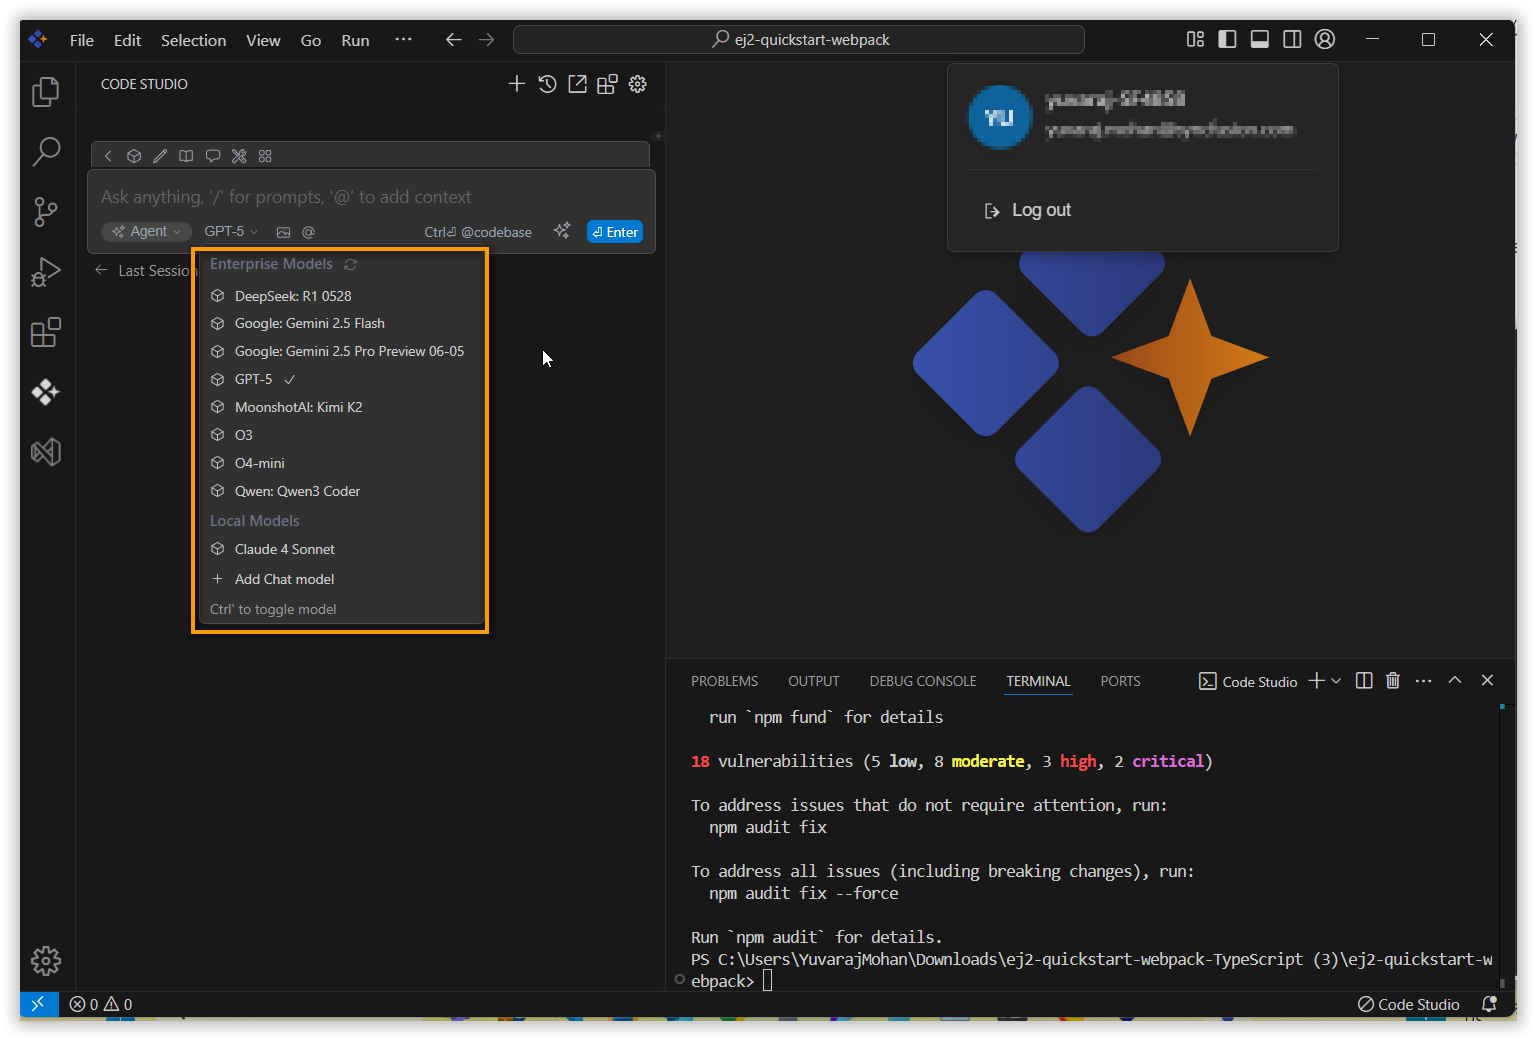 File Edit Selection View Go Run ···
ej2-quickstart-webpack
CODE STUDIO
YU
Log out
Ask anything, '/' for prompts, '@' to add context
Agent GPT-5 @ Ctrl⏎ @codebase ⏎ Enter
Last Session
Enterprise Models
DeepSeek: R1 0528
Google: Gemini 2.5 Flash
Google: Gemini 2.5 Pro Preview 06-05
GPT-5 ✓
MoonshotAI: Kimi K2
O3
O4-mini
Qwen: Qwen3 Coder
Local Models
Claude 4 Sonnet
+ Add Chat model
Ctrl' to toggle model
PROBLEMS OUTPUT DEBUG CONSOLE TERMINAL PORTS Code Studio
run `npm fund` for details
18 vulnerabilities (5 low, 8 moderate, 3 high, 2 critical)
To address issues that do not require attention, run:
npm audit fix
To address all issues (including breaking changes), run:
npm audit fix --force
Run `npm audit` for details.
PS C:\Users\YuvarajMohan\Downloads\ej2-quickstart-webpack-TypeScript (3)\ej2-quickstart-w
ebpack>
0 0 Code Studio